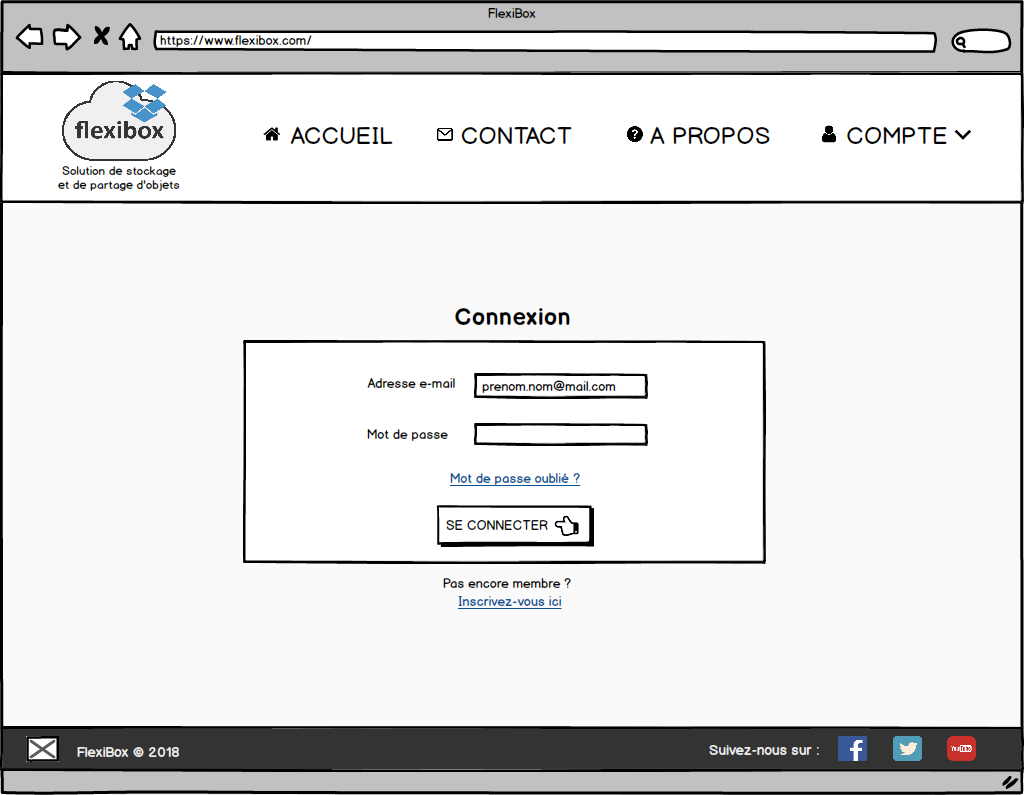 FlexiBox
https://www.flexibox.com/
flexibox
Solution de stockage
et de partage d'objets
ACCUEIL
CONTACT
A PROPOS
COMPTE
Connexion
Adresse e-mail
prenom.nom@mail.com
Mot de passe
Mot de passe oublié ?
SE CONNECTER
Pas encore membre ?
Inscrivez-vous ici
FlexiBox © 2018
Suivez-nous sur :
YouTube